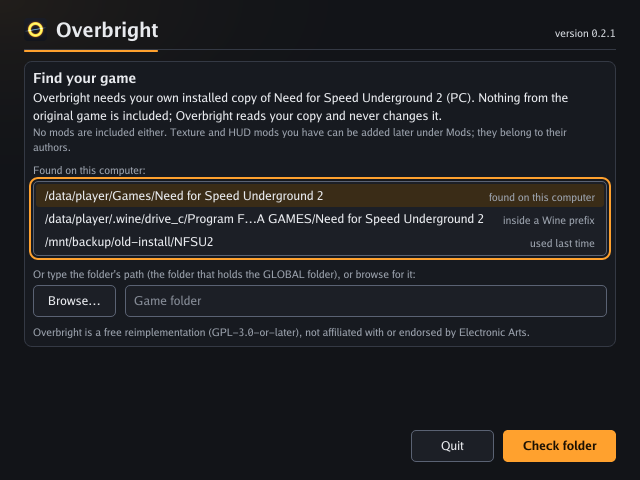 Overbright
version 0.2.1
Find your game
Overbright needs your own installed copy of Need for Speed Underground 2 (PC). Nothing from the
original game is included; Overbright reads your copy and never changes it.
No mods are included either. Texture and HUD mods you have can be added later under Mods; they belong to their
authors.
Found on this computer:
/data/player/Games/Need for Speed Underground 2
found on this computer
/data/player/.wine/drive_c/Program F...A GAMES/Need for Speed Underground 2
inside a Wine prefix
/mnt/backup/old-install/NFSU2
used last time
Or type the folder's path (the folder that holds the GLOBAL folder), or browse for it:
Browse...
Game folder
Overbright is a free reimplementation (GPL-3.0-or-later), not affiliated with or endorsed by Electronic Arts.
Quit
Check folder